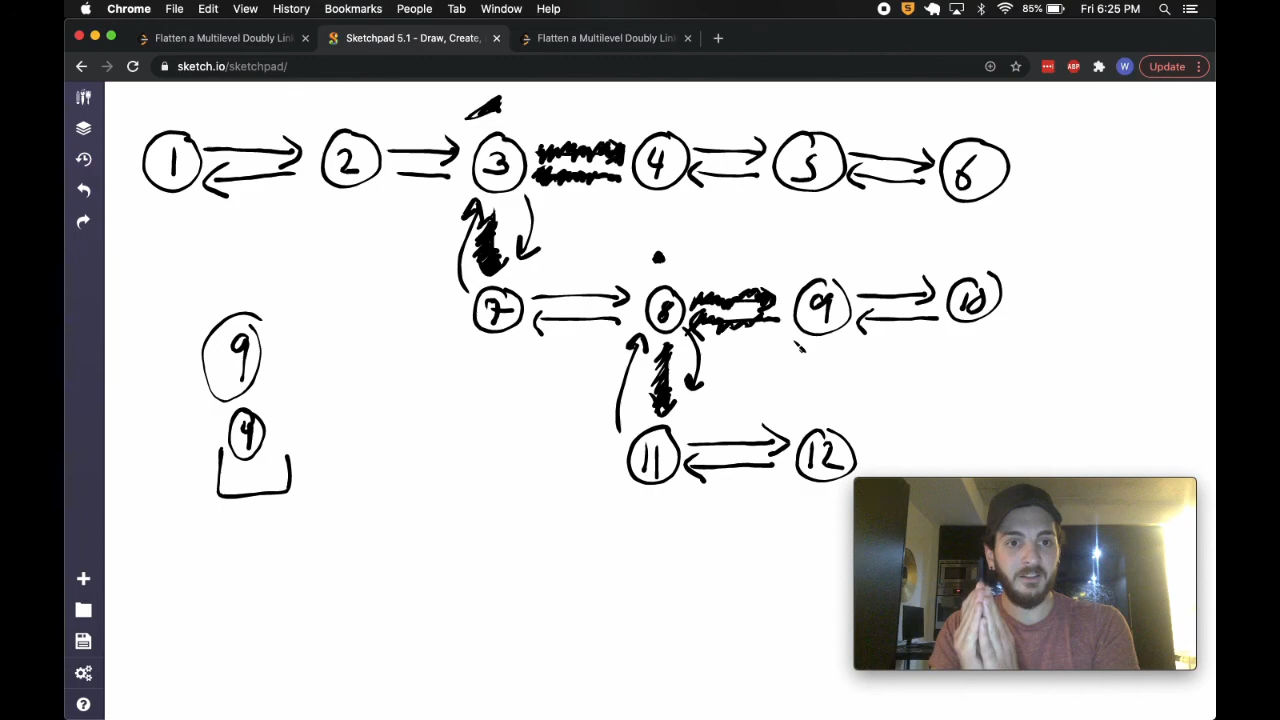 Chrome File Edit View History Bookmarks People Tab Window Help 85% Fri 6:25 PM
Flatten a Multilevel Doubly Lin Sketchpad 5.1 - Draw, Create, Flatten a Multilevel Doubly Lin
sketch.io/sketchpad/ ABP W Update
1 2 3 4 5 6
7 8 9 10
9
4
11 12